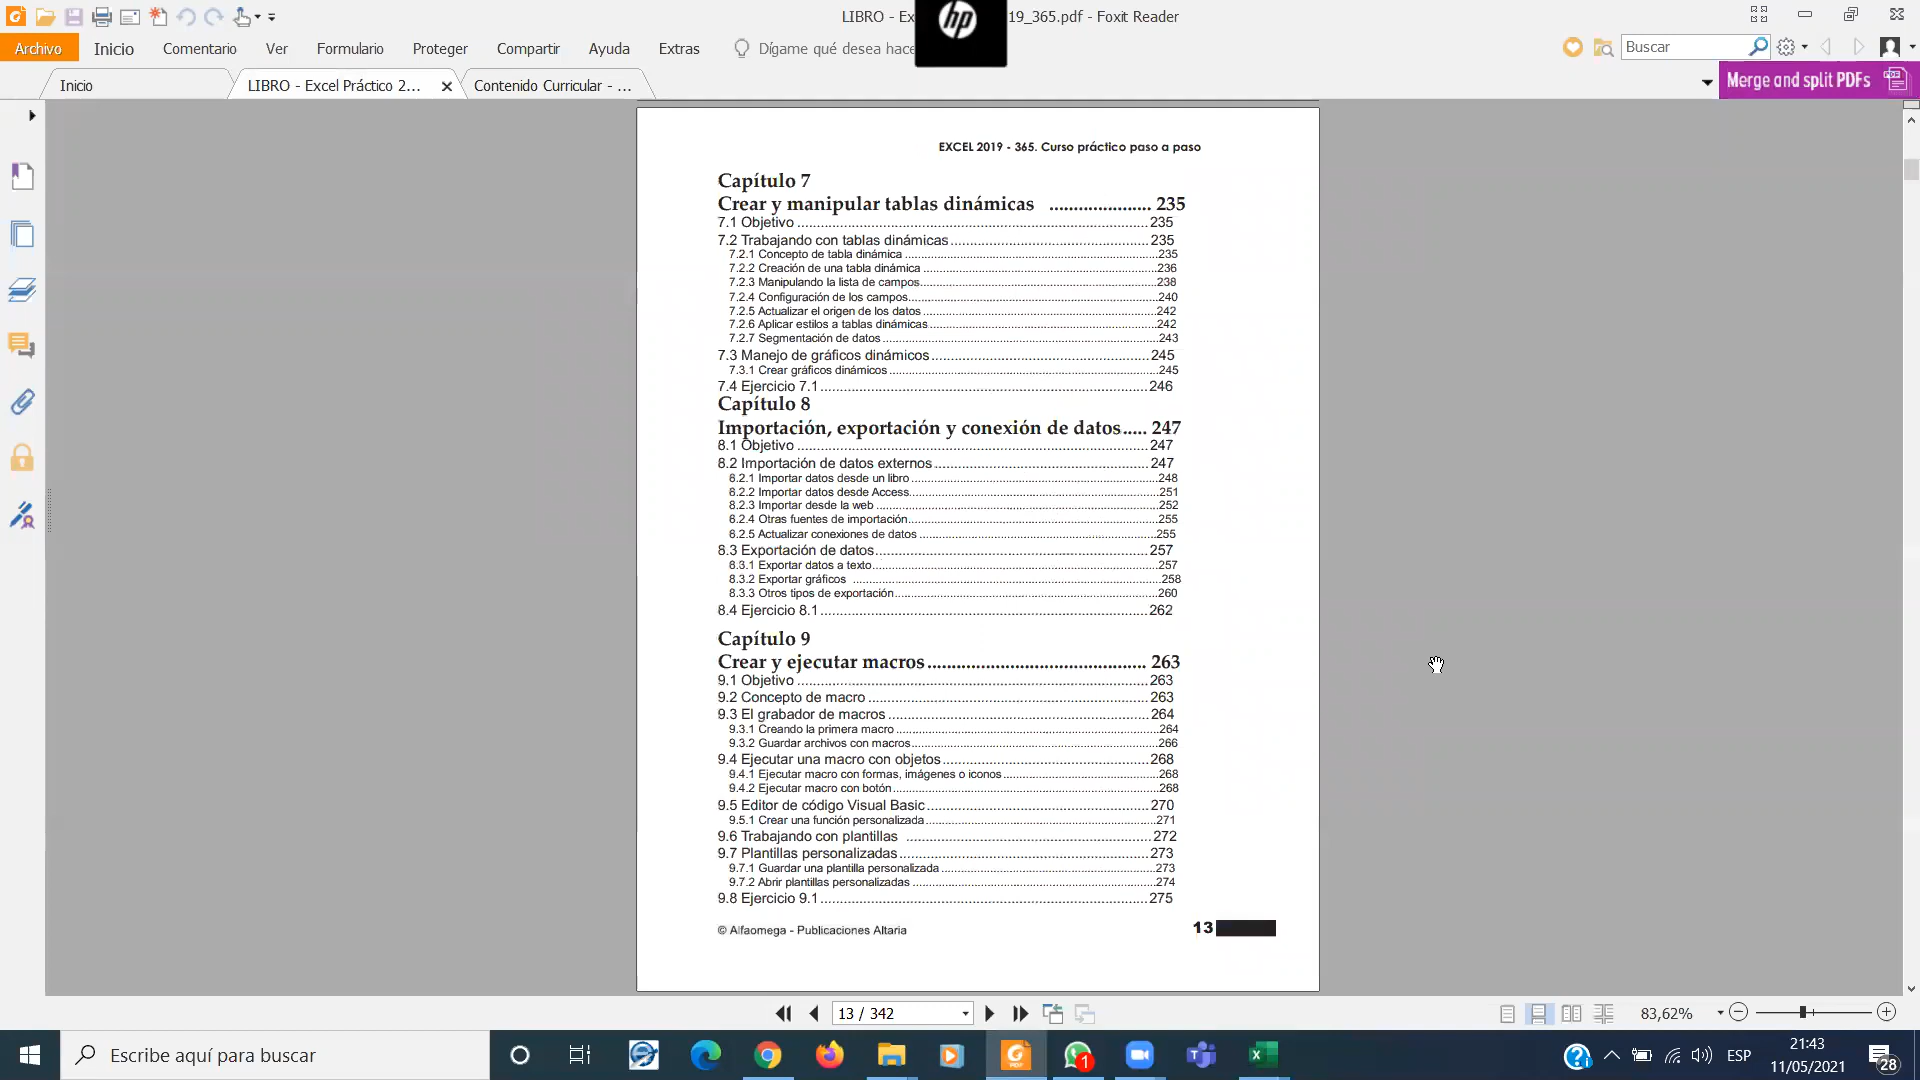 LIBRO - Ex 19_365.pdf - Foxit Reader
hp
Archivo Inicio Comentario Ver Formulario Proteger Compartir Ayuda Extras Dígame qué desea hace Buscar
Inicio LIBRO - Excel Práctico 2... Contenido Curricular - ... Merge and split PDFs
EXCEL 2019 - 365. Curso práctico paso a paso
Capítulo 7
Crear y manipular tablas dinámicas ..................... 235
7.1 Objetivo ........................ 235
7.2 Trabajando con tablas dinámicas ........................ 235
7.2.1 Concepto de tabla dinámica ........................ 235
7.2.2 Creación de una tabla dinámica ........................ 236
7.2.3 Manipulando la lista de campos ........................ 238
7.2.4 Configuración de los campos ........................ 240
7.2.5 Actualizar el origen de los datos ........................ 242
7.2.6 Aplicar estilos a tablas dinámicas ........................ 242
7.2.7 Segmentación de datos ........................ 243
7.3 Manejo de gráficos dinámicos ........................ 245
7.3.1 Crear gráficos dinámicos ........................ 245
7.4 Ejercicio 7.1 ........................ 246
Capítulo 8
Importación, exportación y conexión de datos ..... 247
8.1 Objetivo ........................ 247
8.2 Importación de datos externos ........................ 247
8.2.1 Importar datos desde un libro ........................ 248
8.2.2 Importar datos desde Access ........................ 251
8.2.3 Importar desde la web ........................ 252
8.2.4 Otras fuentes de importación ........................ 255
8.2.5 Actualizar conexiones de datos ........................ 255
8.3 Exportación de datos ........................ 257
8.3.1 Exportar datos a texto ........................ 257
8.3.2 Exportar gráficos ........................ 258
8.3.3 Otros tipos de exportación ........................ 260
8.4 Ejercicio 8.1 ........................ 262
Capítulo 9
Crear y ejecutar macros ........................ 263
9.1 Objetivo ........................ 263
9.2 Concepto de macro ........................ 263
9.3 El grabador de macros ........................ 264
9.3.1 Creando la primera macro ........................ 264
9.3.2 Guardar archivos con macros ........................ 266
9.4 Ejecutar una macro con objetos ........................ 268
9.4.1 Ejecutar macro con formas, imágenes o iconos ........................ 268
9.4.2 Ejecutar macro con botón ........................ 268
9.5 Editor de código Visual Basic ........................ 270
9.5.1 Crear una función personalizada ........................ 271
9.6 Trabajando con plantillas ........................ 272
9.7 Plantillas personalizadas ........................ 273
9.7.1 Guardar una plantilla personalizada ........................ 273
9.7.2 Abrir plantillas personalizadas ........................ 274
9.8 Ejercicio 9.1 ........................ 275
© Alfaomega - Publicaciones Altaria 13
13 / 342 83,62%
Escribe aquí para buscar 1 ESP 21:43
11/05/2021 28